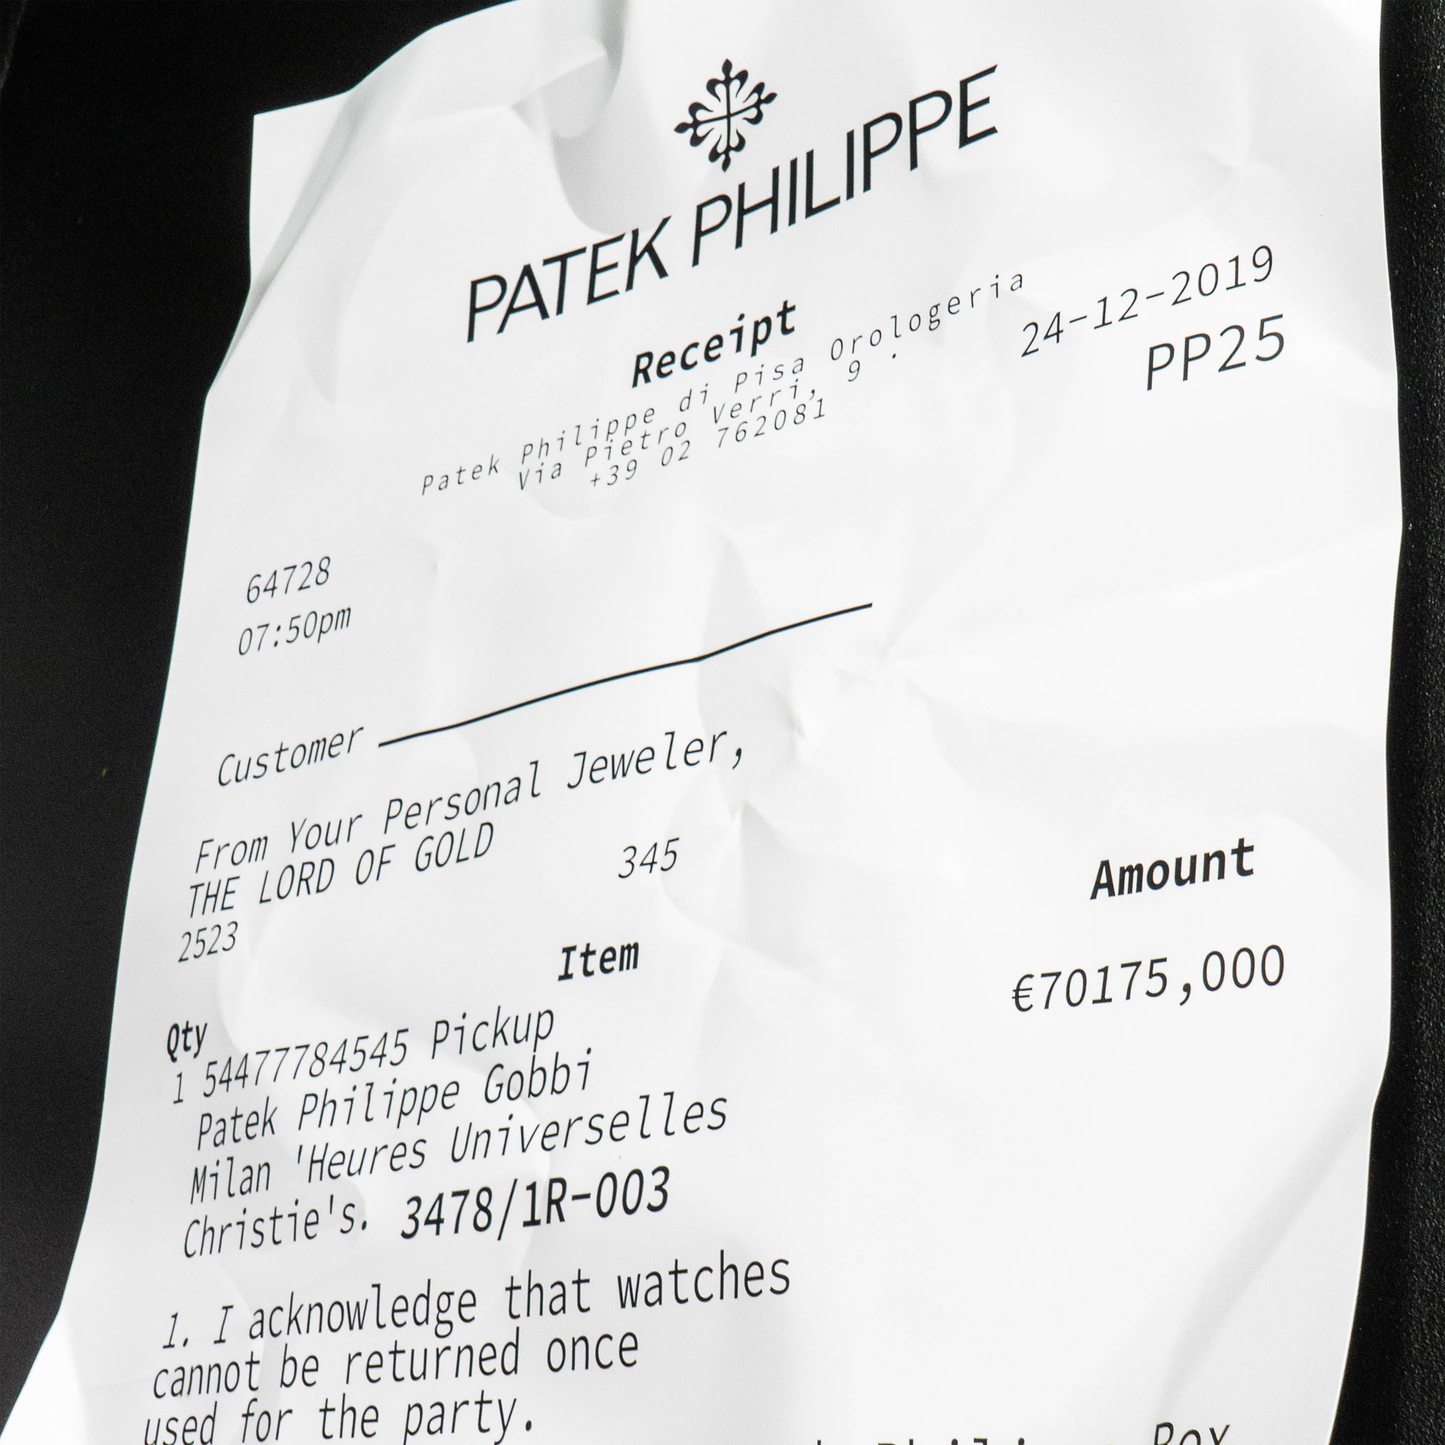 PATEK PHILIPPE
Receipt
Patek Philippe di Pisa Orologeria
Via Pietro Verri, 9
+39 02 762081
24-12-2019
PP25
64728
07:50pm
Customer
From Your Personal Jeweler,
THE LORD OF GOLD
2523
345
Item
Amount
Qty
€70175,000
1 54477784545 Pickup
Patek Philippe Gobbi
Milan 'Heures Universelles
Christie's. 3478/1R-003
1. I acknowledge that watches
cannot be returned once
used for the party.